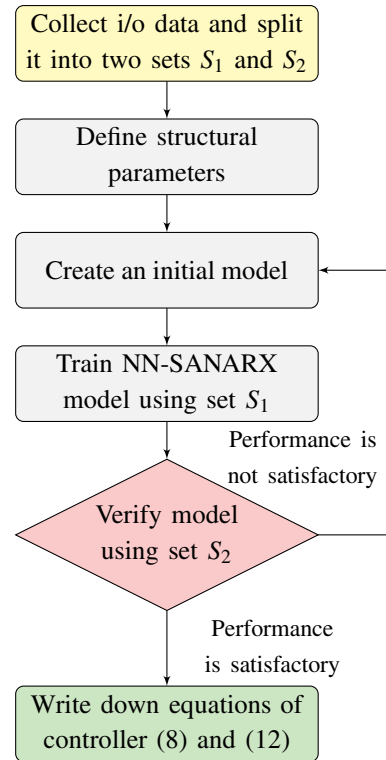 Collect i/o data and split
it into two sets S₁ and S₂
Define structural
parameters
Create an initial model
Train NN-SANARX
model using set S₁
Performance is
not satisfactory
Verify model
using set S₂
Performance
is satisfactory
Write down equations of
controller (8) and (12)